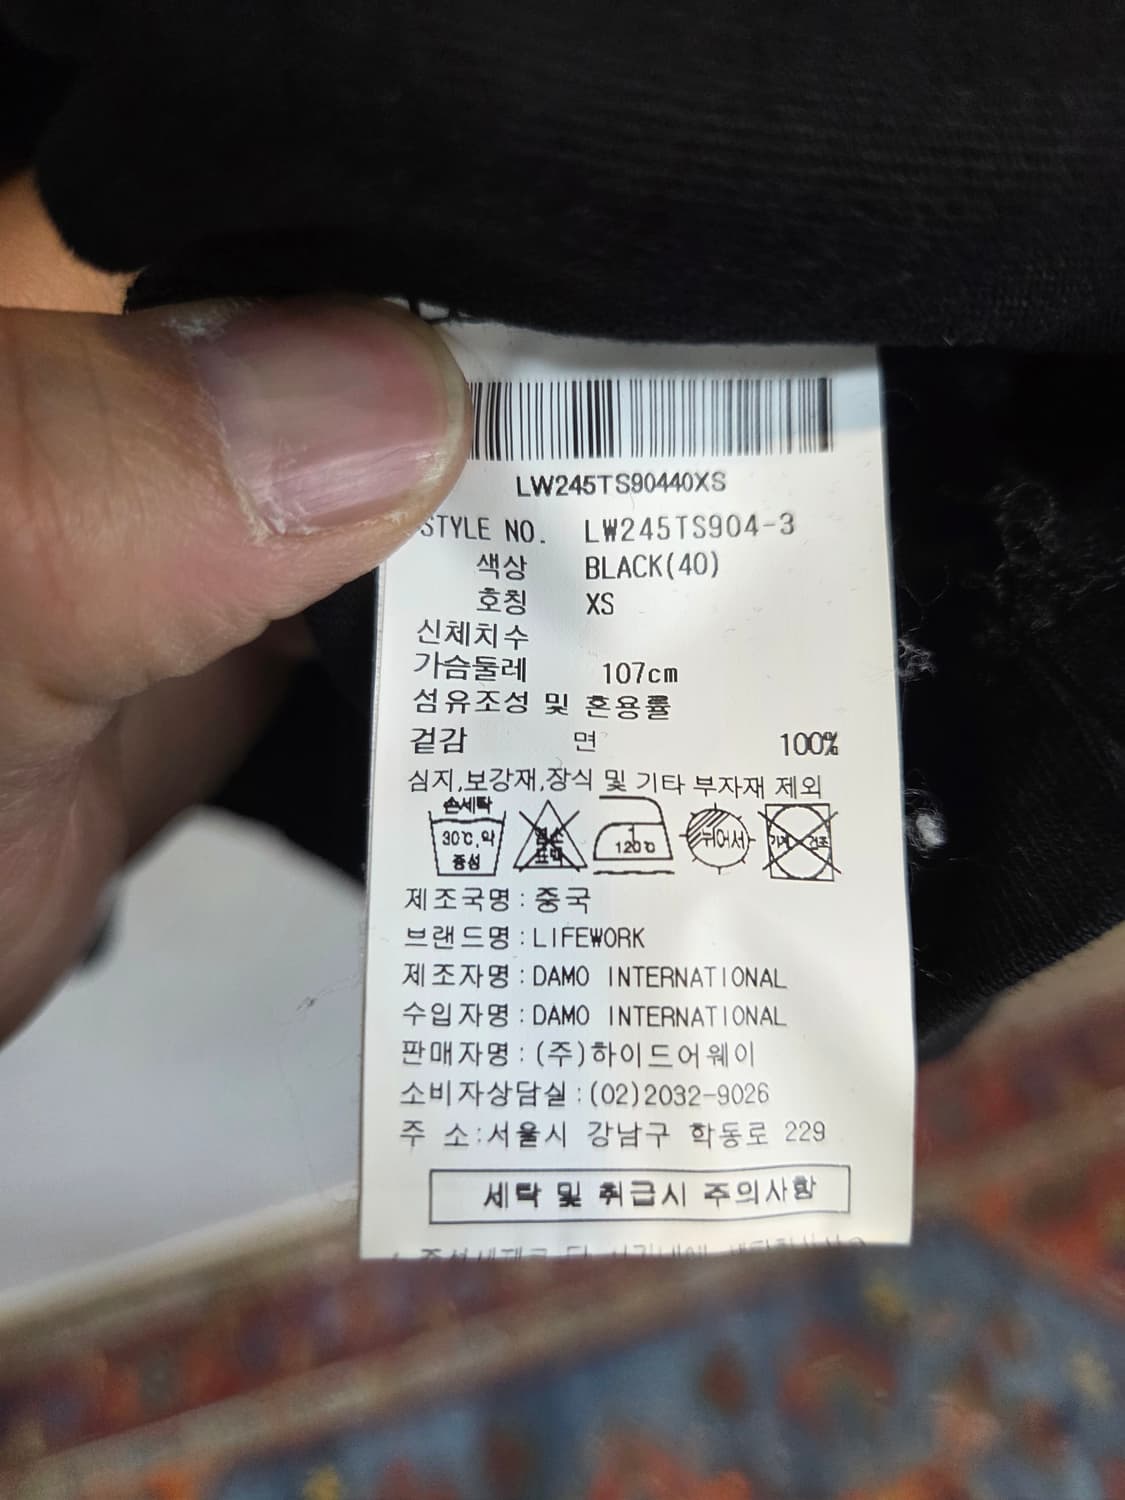 LW245TS90440XS
STYLE NO. LW245TS904-3
색상 BLACK(40)
호칭 XS
신체치수
가슴둘레 107cm
섬유조성 및 혼용률
겉감 면 100%
심지,보강재,장식 및 기타 부자재 제외
손세탁
30℃,약 염소 120℃ 뉘어서 기계 건조
중성 표백
제조국명:중국
브랜드명:LIFEWORK
제조자명:DAMO INTERNATIONAL
수입자명:DAMO INTERNATIONAL
판매자명:(주)하이드어웨이
소비자상담실:(02)2032-9026
주 소:서울시 강남구 학동로 229
세탁 및 취급시 주의사항